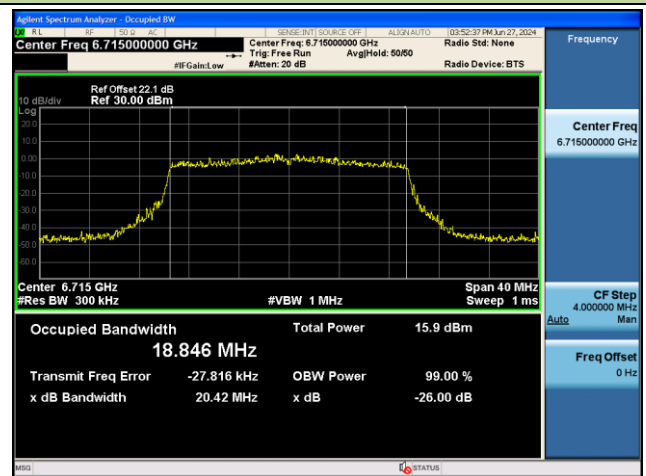 Agilent Spectrum Analyzer - Occupied BW
RL RF 50 Ω AC SENSE:INT SOURCE OFF ALIGN AUTO 03:52:37 PM Jun 27, 2024
Center Freq 6.715000000 GHz Center Freq: 6.715000000 GHz Radio Std: None
Trig: Free Run Avg|Hold: 50/50
#IFGain:Low #Atten: 20 dB Radio Device: BTS
Frequency
Ref Offset 22.1 dB
10 dB/div Ref 30.00 dBm
Log
20.0
10.0
0.00
-10.0
-20.0
-30.0
-40.0
-50.0
-60.0
Center 6.715 GHz Span 40 MHz
#Res BW 300 kHz #VBW 1 MHz Sweep 1 ms
Occupied Bandwidth Total Power 15.9 dBm
18.846 MHz
Transmit Freq Error -27.816 kHz OBW Power 99.00 %
x dB Bandwidth 20.42 MHz x dB -26.00 dB
Center Freq
6.715000000 GHz
CF Step
4.000000 MHz
Auto Man
Freq Offset
0 Hz
MSG STATUS